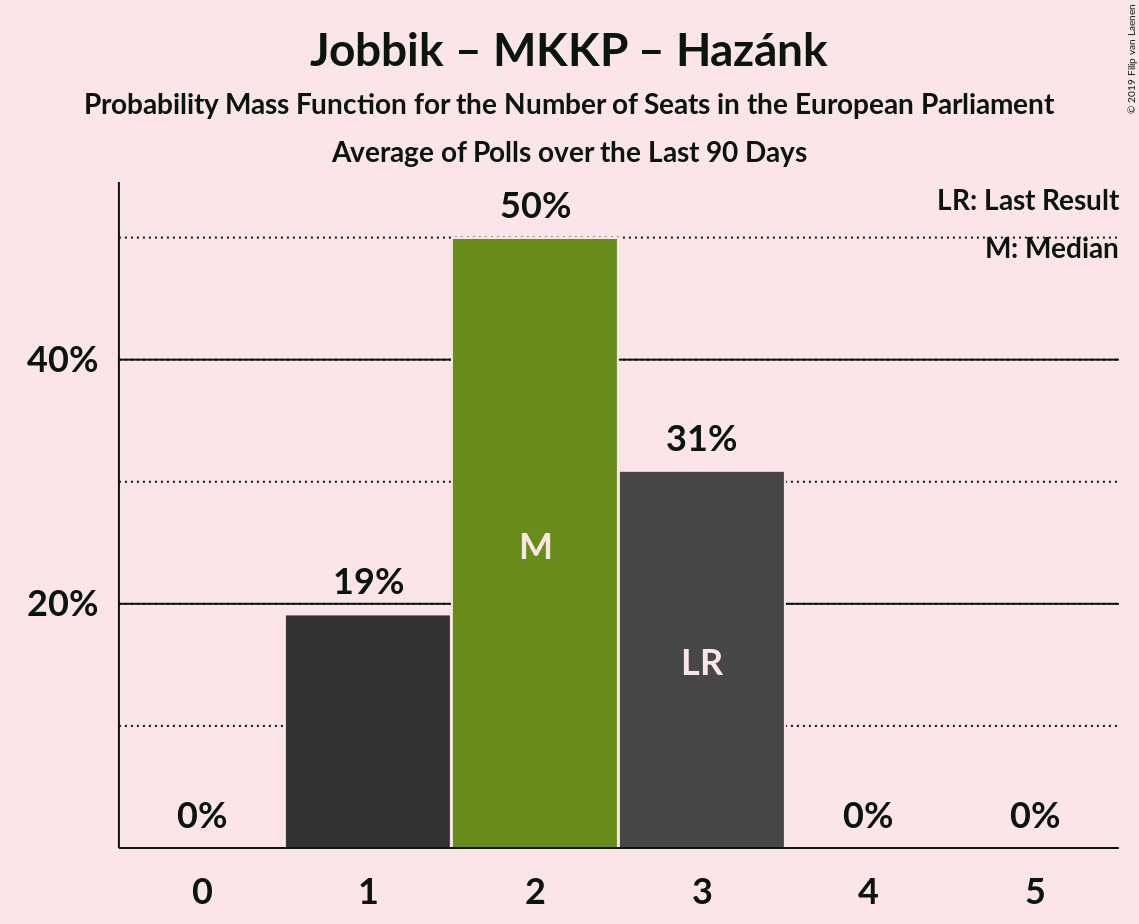 Jobbik – MKKP – Hazánk
Probability Mass Function for the Number of Seats in the European Parliament
Average of Polls over the Last 90 Days
© 2019 Filip van Laenen
LR: Last Result
M: Median
50%
40%
31%
M
19%
20%
LR
0%
0%
0%
0
1
2
3
4
5